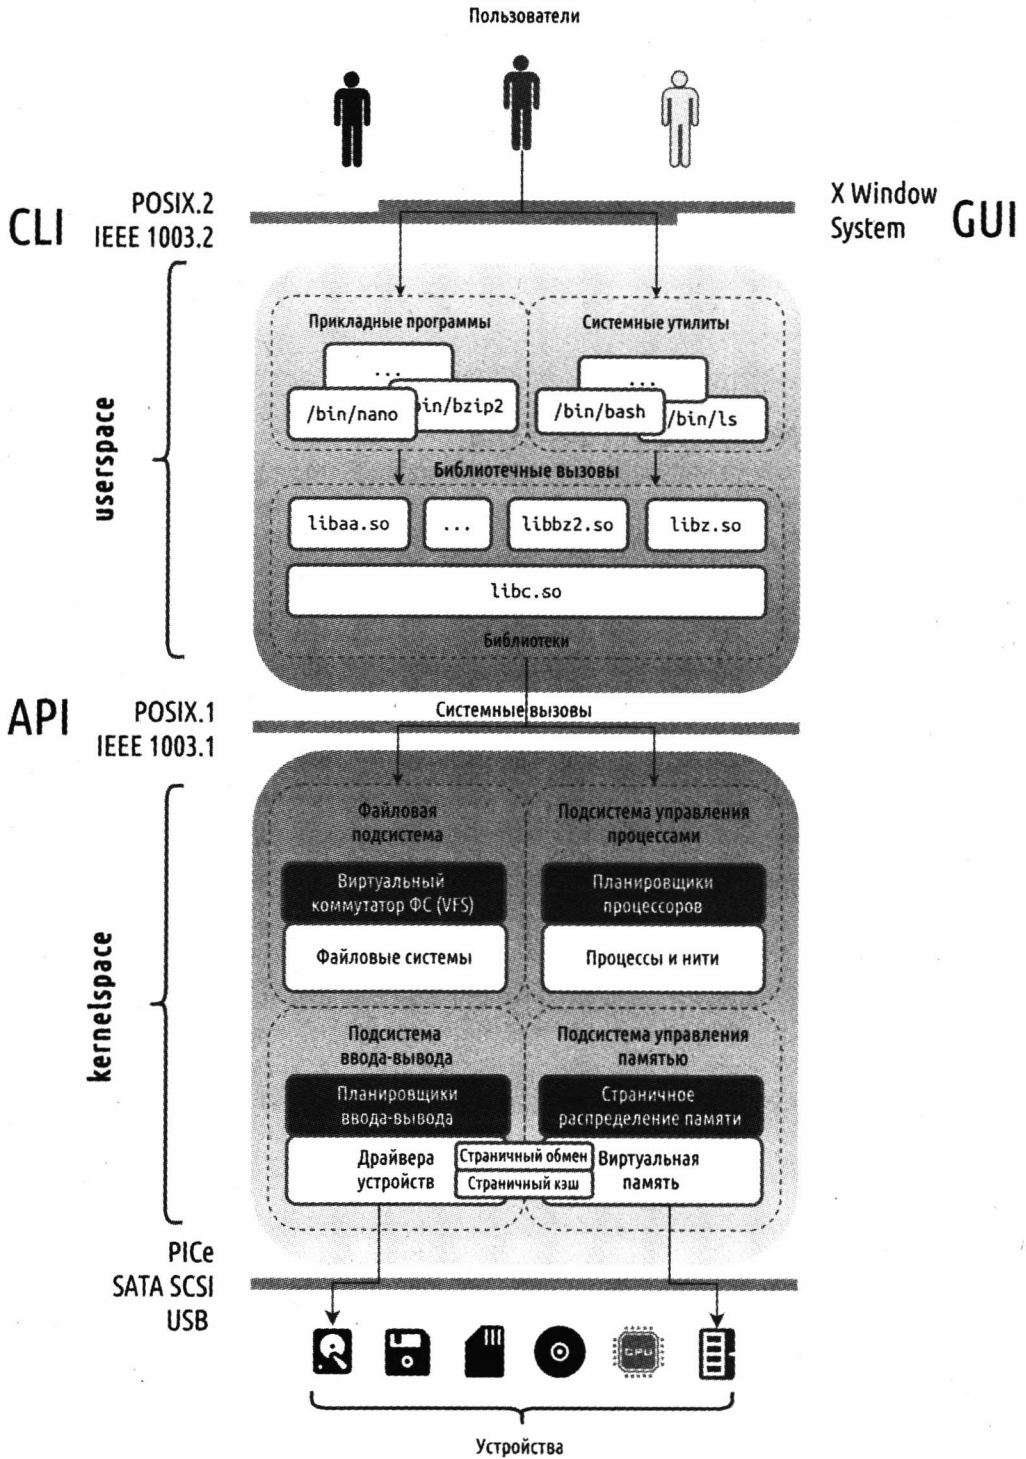 Пользователи
CLI
POSIX.2
IEEE 1003.2
X Window
System
GUI
userspace
Прикладные программы
...
/bin/nano
bin/bzip2
Системные утилиты
...
/bin/bash
/bin/ls
Библиотечные вызовы
libaa.so
...
libbz2.so
libz.so
libc.so
Библиотеки
API
POSIX.1
IEEE 1003.1
Системные вызовы
kernelspace
Файловая
подсистема
Виртуальный
коммутатор ФС (VFS)
Файловые системы
Подсистема управления
процессами
Планировщики
процессоров
Процессы и нити
Подсистема
ввода-вывода
Планировщики
ввода-вывода
Драйвера
устройств
Подсистема управления
памятью
Страничное
распределение памяти
Страничный обмен
Страничный кэш
Виртуальная
память
PICe
SATA SCSI
USB
CPU
Устройства